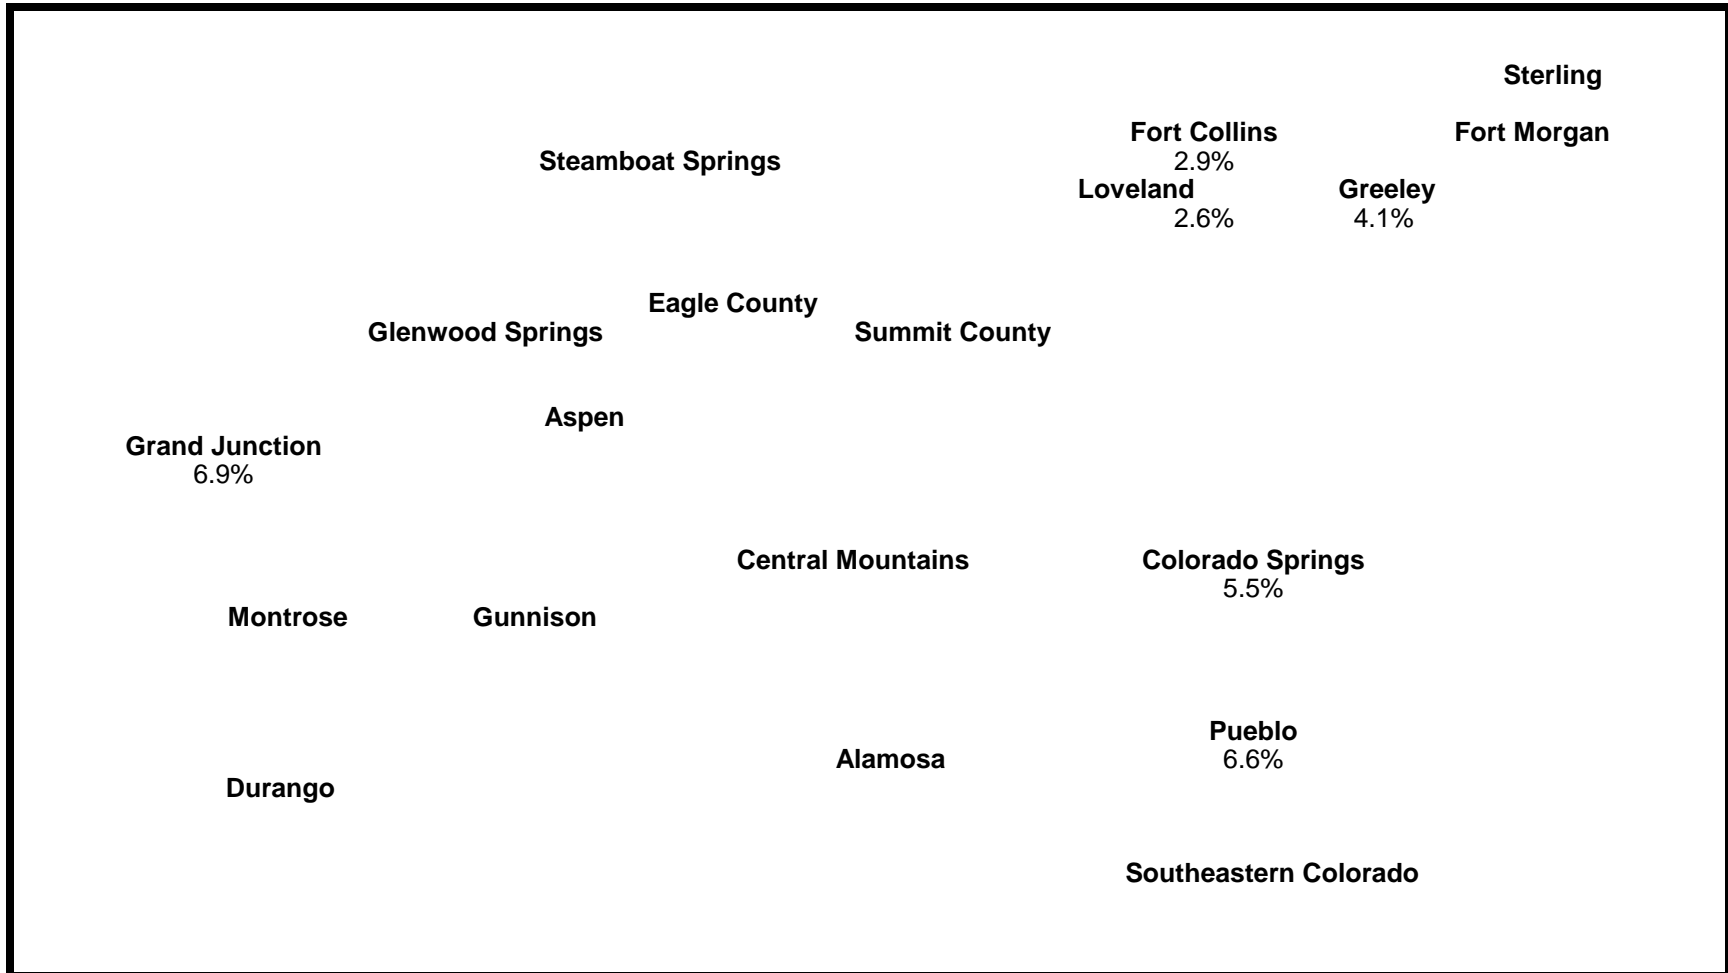 Sterling
Fort Collins Fort Morgan
Steamboat Springs 2.9%
Loveland Greeley
2.6% 4.1%
Eagle County
Glenwood Springs Summit County
Aspen
Grand Junction
6.9%
Central Mountains Colorado Springs
5.5%
Montrose Gunnison
Pueblo
Alamosa 6.6%
Durango
Southeastern Colorado